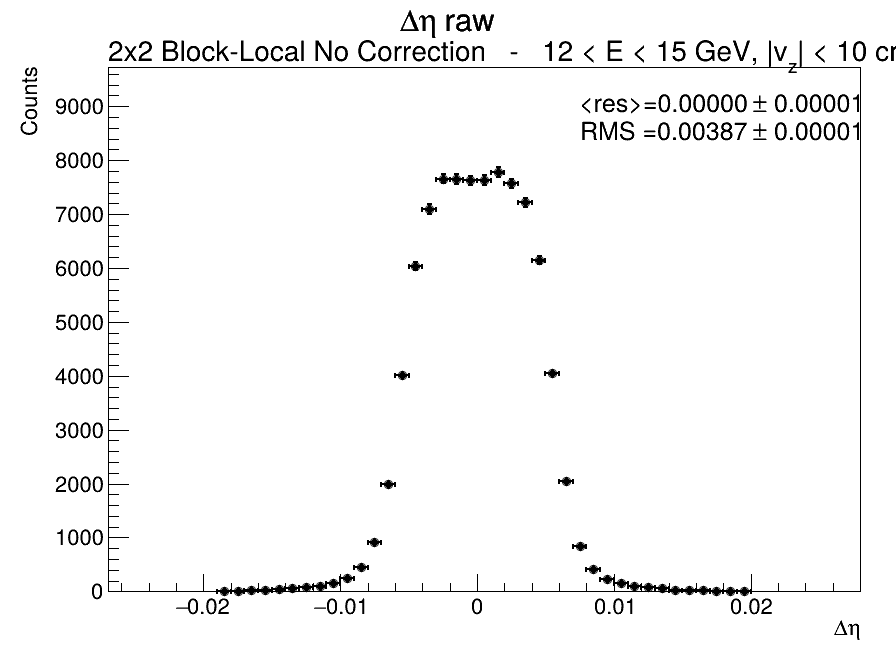 Δη raw
2x2 Block-Local No Correction - 12 < E < 15 GeV, |v_z| < 10 cm
Counts
<res>=0.00000 ± 0.00001
RMS =0.00387 ± 0.00001
9000
8000
7000
6000
5000
4000
3000
2000
1000
0
−0.02 −0.01 0 0.01 0.02
Δη